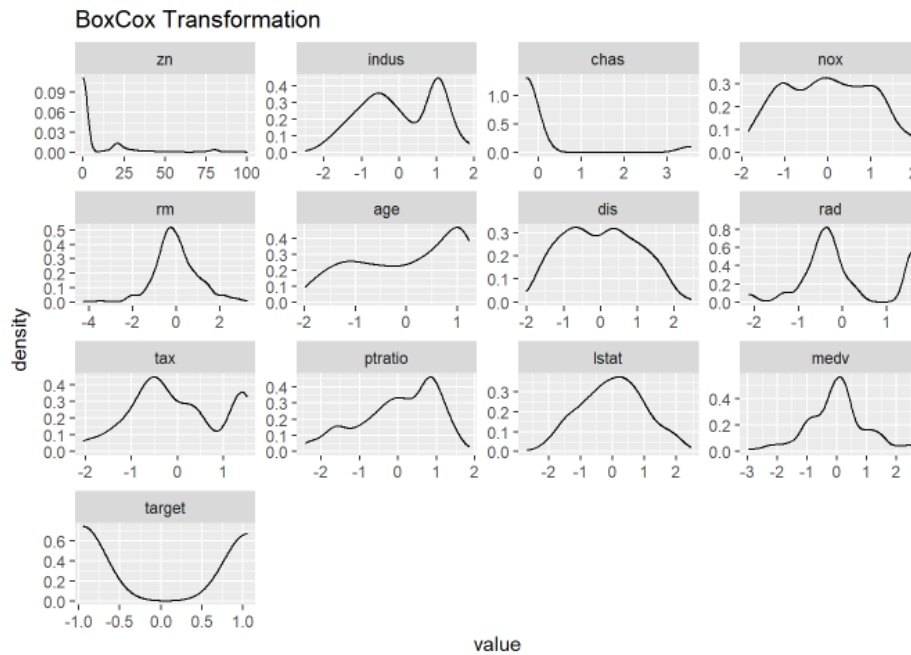 BoxCox Transformation
zn indus chas nox
0.09 0.06 0.03 0.00
0 25 50 75 100
0.4 0.3 0.2 0.1 0.0
-2 -1 0 1 2
1.0 0.5 0.0
0 1 2 3
0.3 0.2 0.1 0.0
-2 -1 0 1 2
rm age dis rad
0.5 0.4 0.3 0.2 0.1 0.0
-4 -2 0 2
0.4 0.3 0.2 0.1 0.0
-2 -1 0 1
0.3 0.2 0.1 0.0
-2 -1 0 1 2
0.8 0.6 0.4 0.2 0.0
-2 -1 0 1
density
tax ptratio lstat medv
0.4 0.3 0.2 0.1 0.0
-2 -1 0 1
0.4 0.3 0.2 0.1 0.0
-2 -1 0 1 2
0.3 0.2 0.1 0.0
-2 -1 0 1 2
0.5 0.4 0.3 0.2 0.1 0.0
-3 -2 -1 0 1 2
target
0.6 0.4 0.2 0.0
-1.0 -0.5 0.0 0.5 1.0
value